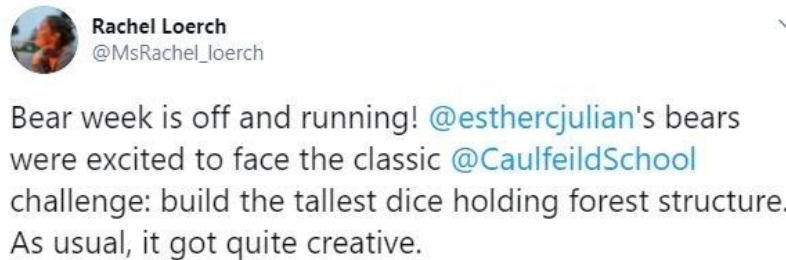 Rachel Loerch
@MsRachel_loerch
Bear week is off and running! @esthercjulian's bears
were excited to face the classic @CaulfeildSchool
challenge: build the tallest dice holding forest structure.
As usual, it got quite creative.